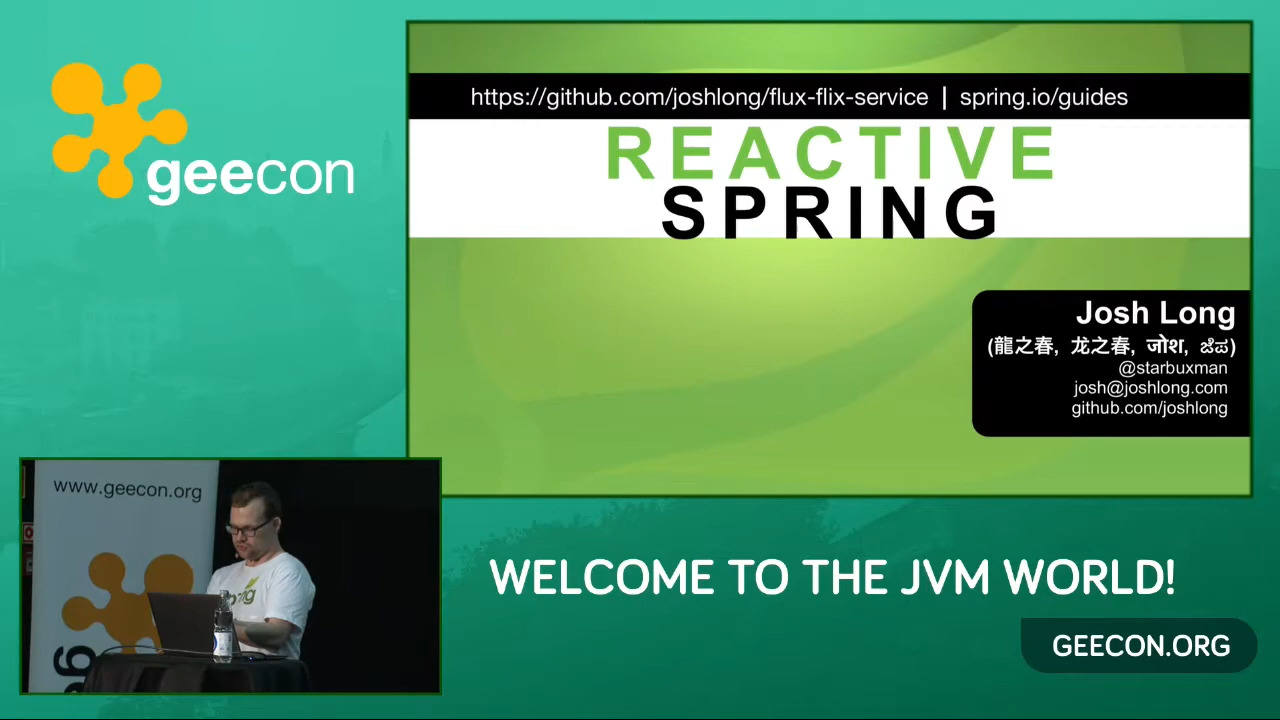 geecon
https://github.com/joshlong/flux-flix-service | spring.io/guides
REACTIVE
SPRING
Josh Long
(龍之春, 龙之春, जोश, ಜೆಪ)
@starbuxman
josh@joshlong.com
github.com/joshlong
www.geecon.org
WELCOME TO THE JVM WORLD!
GEECON.ORG